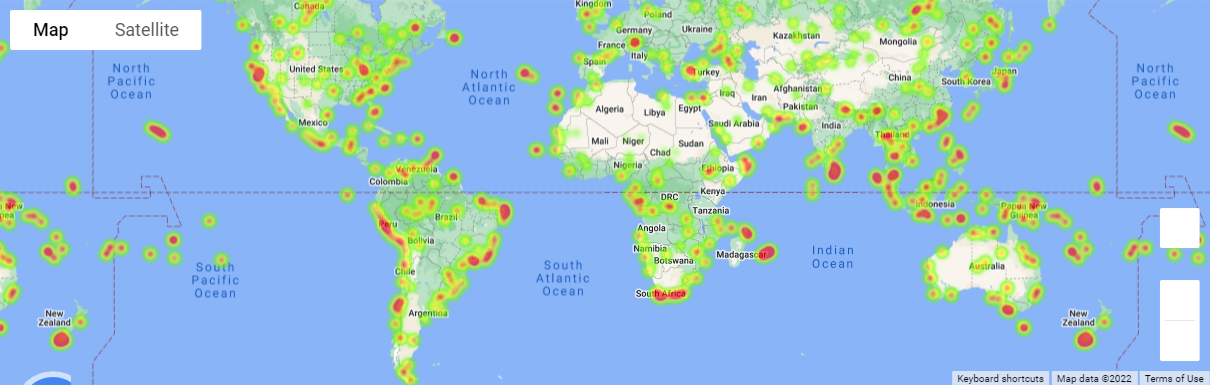 Map
Satellite
Canada
Kingdom
Poland
Germany
Ukraine
Kazakhstan
Mongolia
France
Italy
Spain
Turkey
United States
China
South Korea
Japan
North
Pacific
Ocean
North
Atlantic
Ocean
North
Pacific
Ocean
Iraq
Iran
Afghanistan
Pakistan
Algeria
Libya
Egypt
Saudi Arabia
India
Mexico
Mali
Niger
Chad
Sudan
Thailand
Nigeria
Ethiopia
Venezuela
Colombia
Kenya
DRC
Indonesia
Papua New
Guinea
Tanzania
Brazil
Peru
Angola
Bolivia
Namibia
Botswana
Madagascar
Indian
Ocean
Australia
Chile
South
Pacific
Ocean
South
Atlantic
Ocean
South Africa
Argentina
New
Zealand
New
Zealand
Keyboard shortcuts
Map data ©2022
Terms of Use